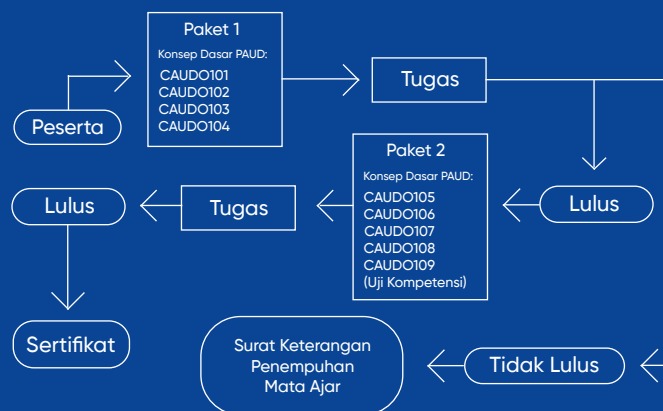 Peserta
Paket 1
Konsep Dasar PAUD:
CAUDO101
CAUDO102
CAUDO103
CAUDO104
Tugas
Lulus
Paket 2
Konsep Dasar PAUD:
CAUDO105
CAUDO106
CAUDO107
CAUDO108
CAUDO109
(Uji Kompetensi)
Tugas
Lulus
Sertifikat
Tidak Lulus
Surat Keterangan
Penempuhan
Mata Ajar